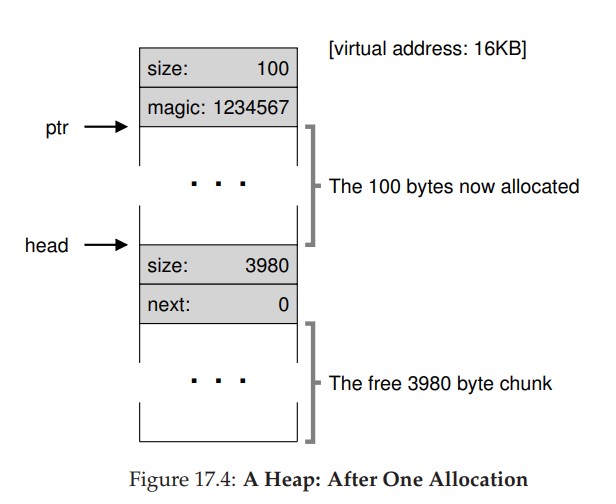 [virtual address: 16KB]
size: 100
magic: 1234567
ptr
. . .
The 100 bytes now allocated
head
size: 3980
next: 0
. . .
The free 3980 byte chunk
Figure 17.4: A Heap: After One Allocation